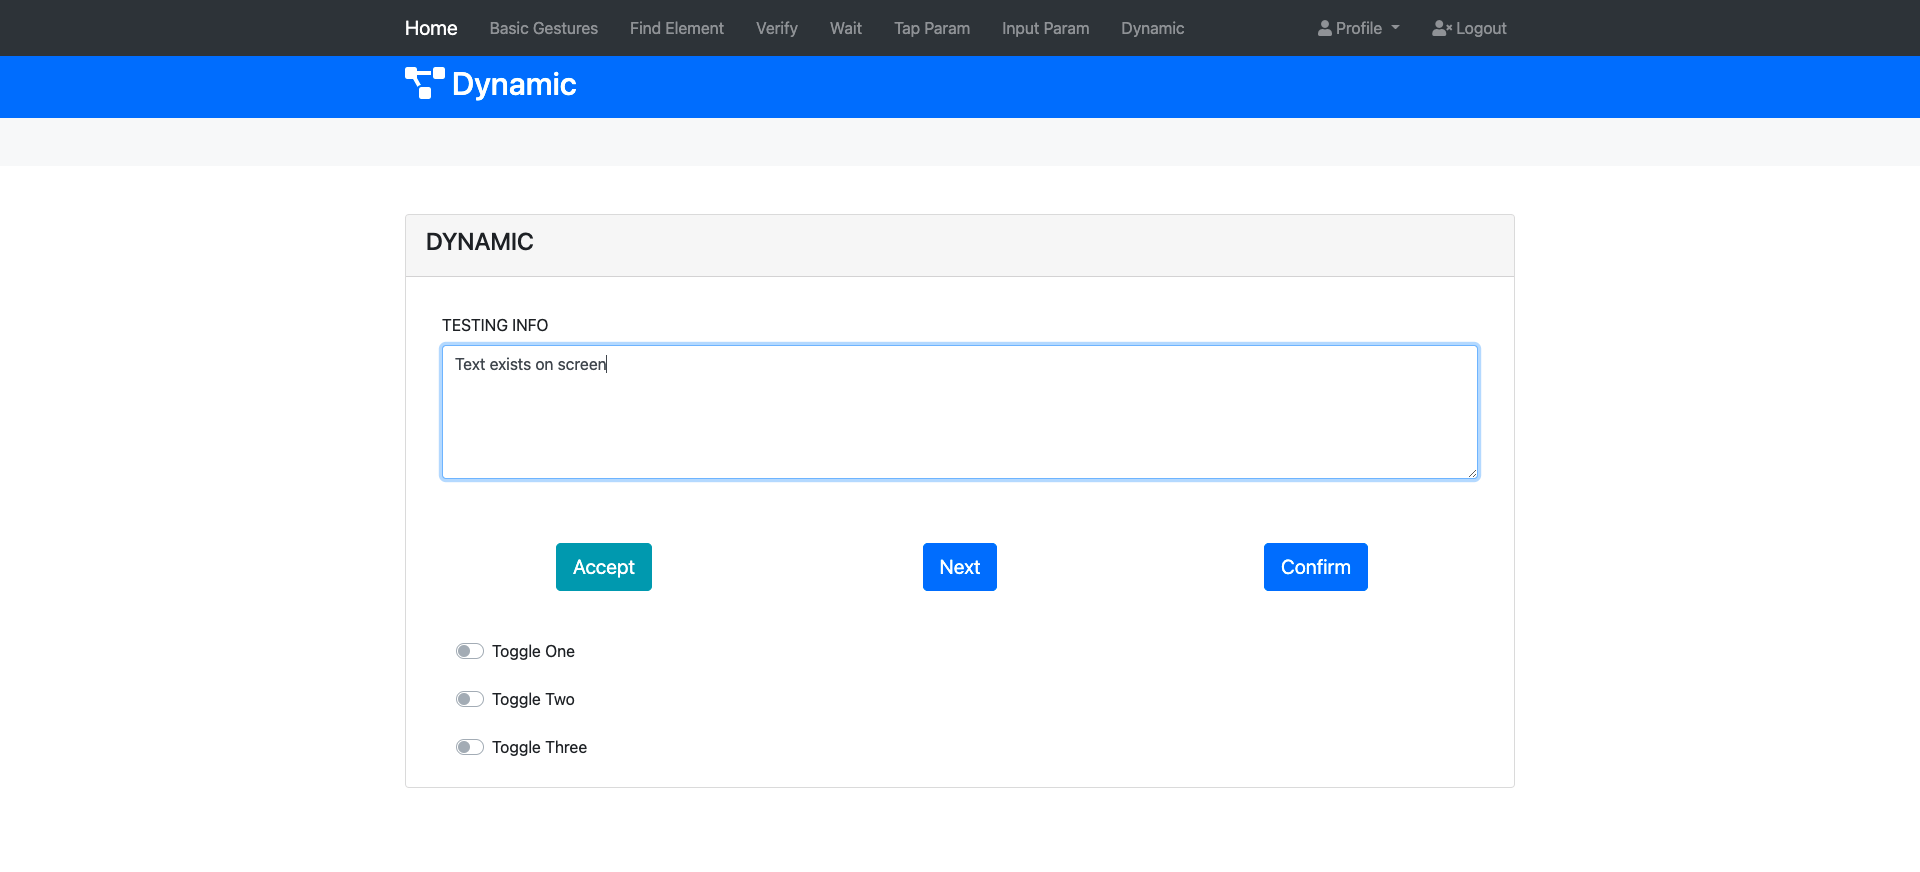 Home Basic Gestures Find Element Verify Wait Tap Param Input Param Dynamic Profile Logout
Dynamic
DYNAMIC
TESTING INFO
Text exists on screen
Accept Next Confirm
Toggle One
Toggle Two
Toggle Three